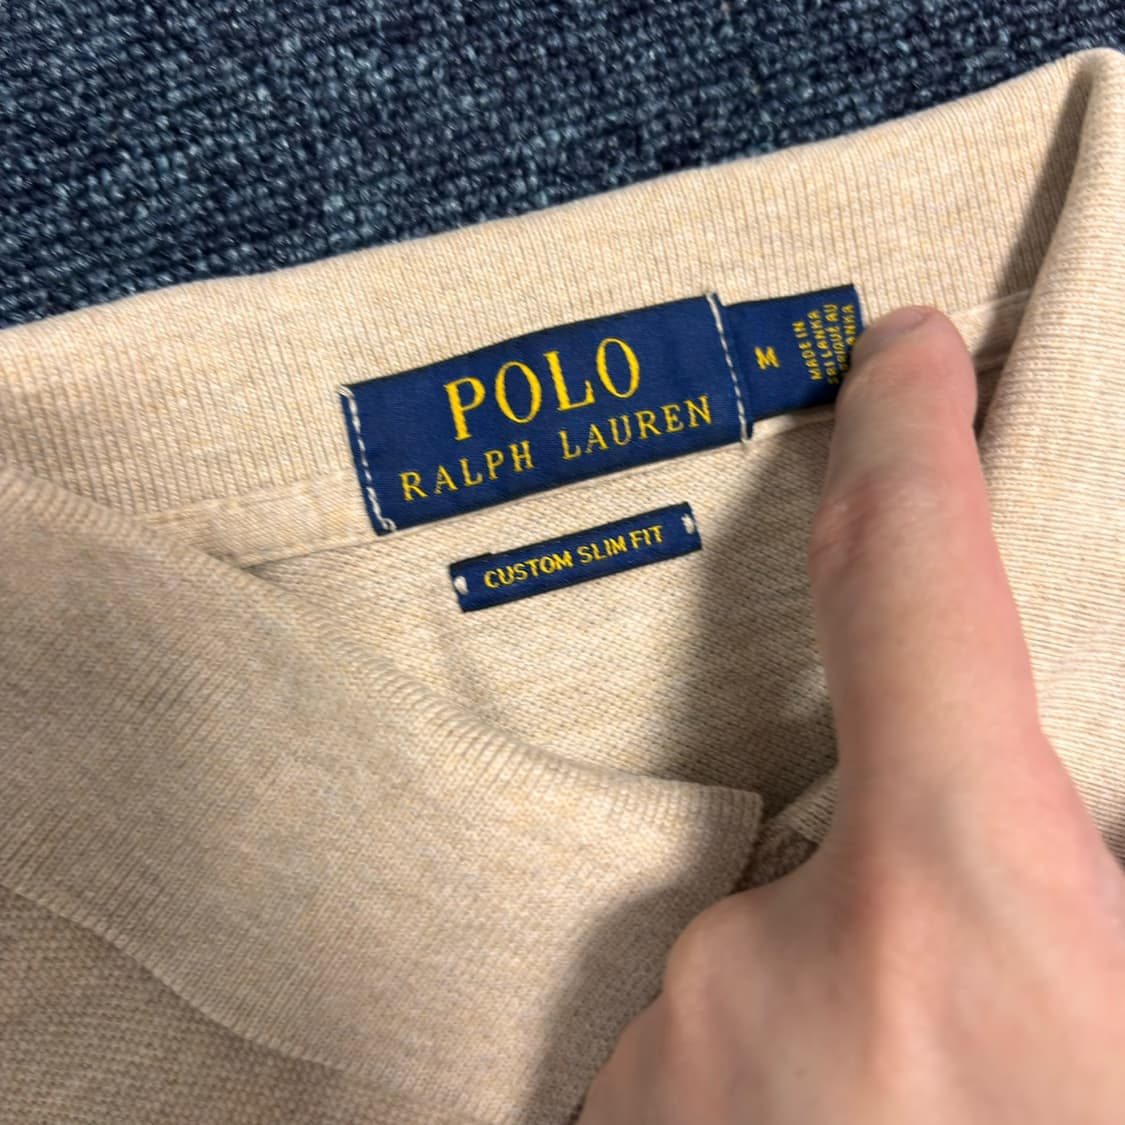 POLO
RALPH LAUREN
M
MADE IN
SRI LANKA
CUSTOM SLIM FIT